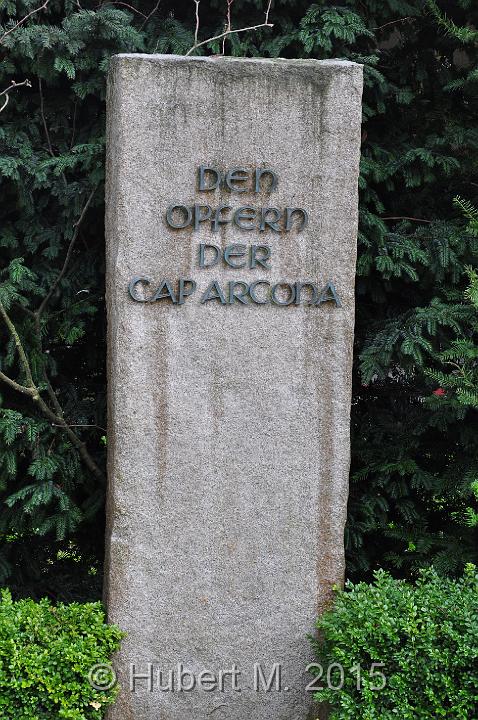 DEN
OPFERN
DER
CAP ARCONA
© Hubert M. 2015